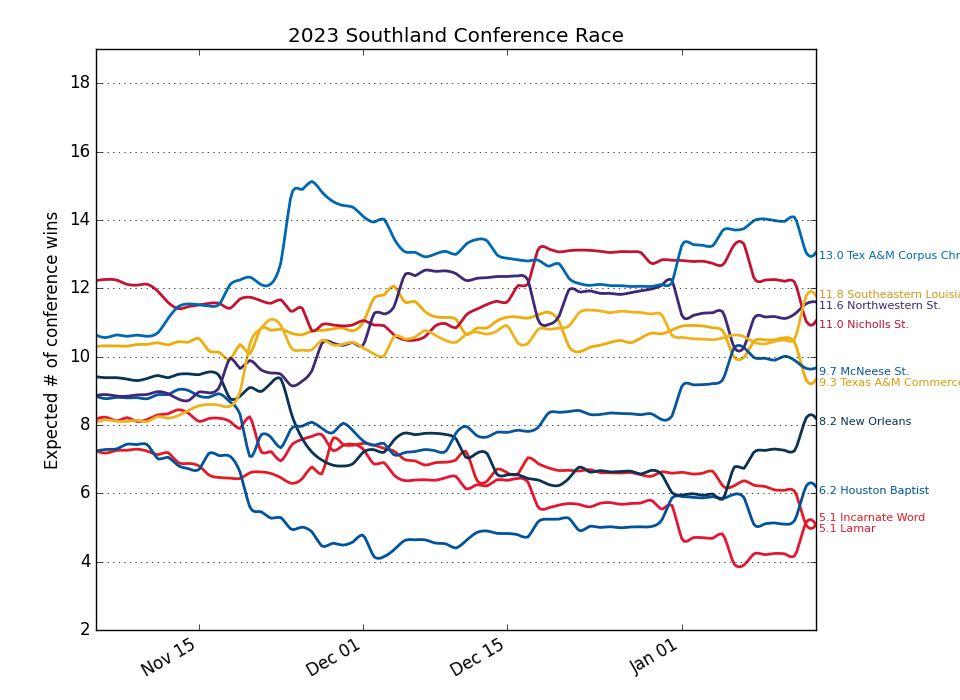 2023 Southland Conference Race
Expected # of conference wins
18
16
14
12
10
8
6
4
2
Nov 15
Dec 01
Dec 15
Jan 01
13.0 Tex A&M Corpus Chr
11.8 Southeastern Louisia
11.6 Northwestern St.
11.0 Nicholls St.
9.7 McNeese St.
9.3 Texas A&M Commerce
8.2 New Orleans
6.2 Houston Baptist
5.1 Incarnate Word
5.1 Lamar